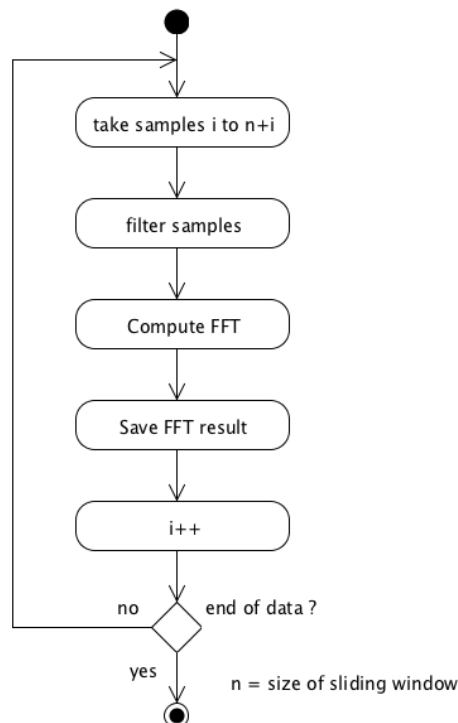 take samples i to n+i
filter samples
Compute FFT
Save FFT result
i++
no
end of data ?
yes
n = size of sliding window